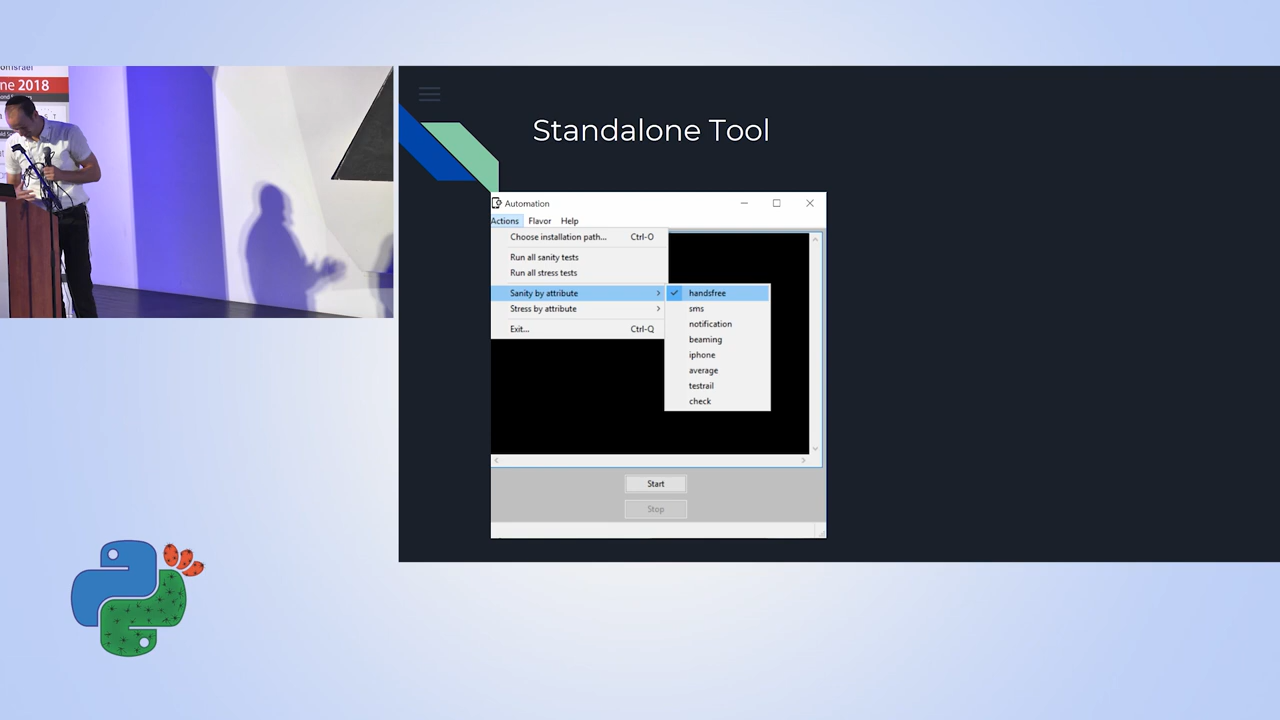 ne 2018
Standalone Tool
Automation
Actions Flavor Help
Choose installation path... Ctrl-O
Run all sanity tests
Run all stress tests
Sanity by attribute
Stress by attribute
Exit... Ctrl-Q
handsfree
sms
notification
beaming
iphone
average
testrail
check
Start
Stop